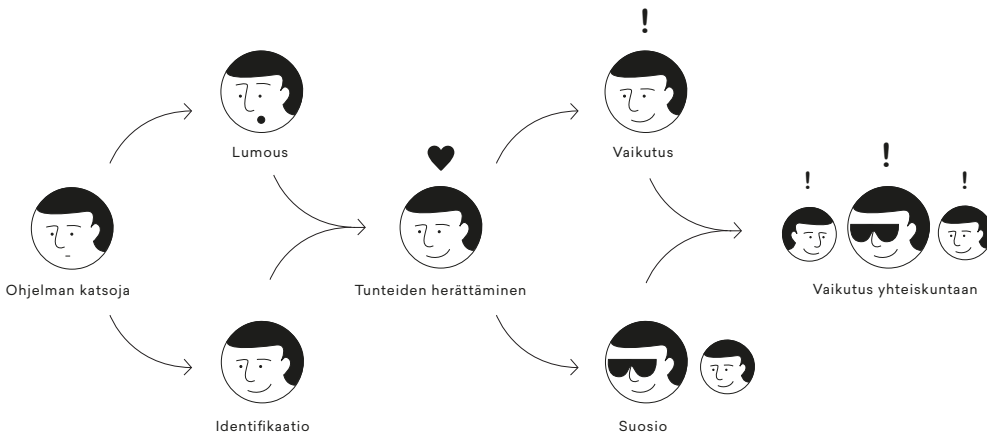 !
Lumous
Vaikutus
!
!
!
Ohjelman katsoja
Tunteiden herättäminen
Vaikutus yhteiskuntaan
Identifikaatio
Suosio